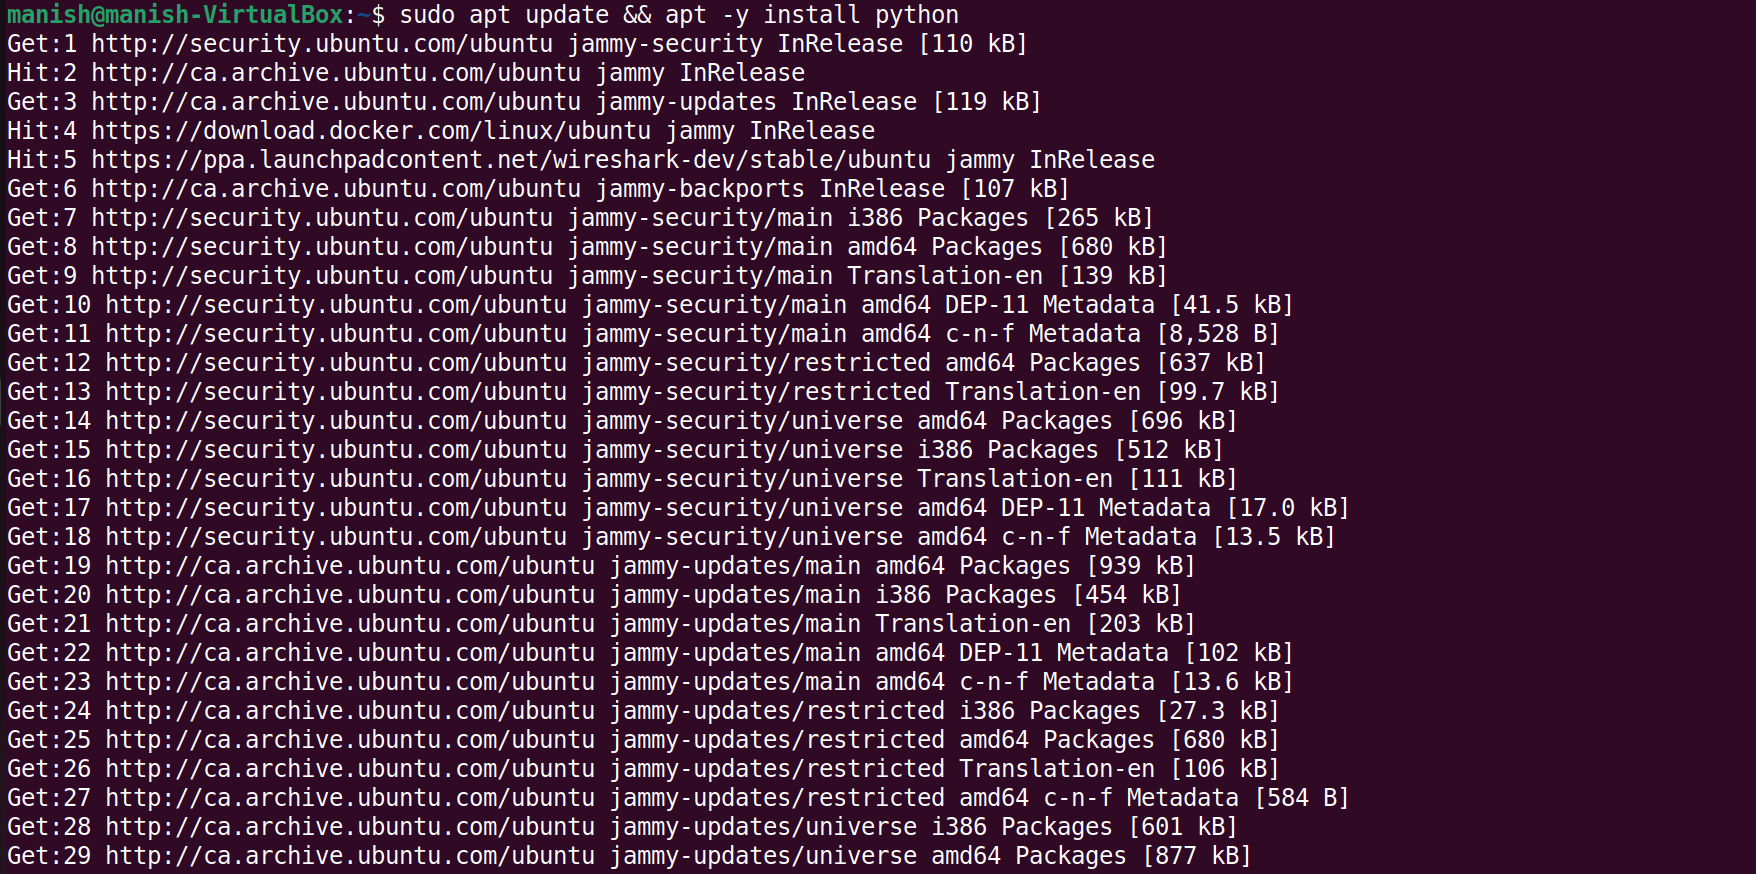 manish@manish-VirtualBox:~$ sudo apt update && apt -y install python
Get:1 http://security.ubuntu.com/ubuntu jammy-security InRelease [110 kB]
Hit:2 http://ca.archive.ubuntu.com/ubuntu jammy InRelease
Get:3 http://ca.archive.ubuntu.com/ubuntu jammy-updates InRelease [119 kB]
Hit:4 https://download.docker.com/linux/ubuntu jammy InRelease
Hit:5 https://ppa.launchpadcontent.net/wireshark-dev/stable/ubuntu jammy InRelease
Get:6 http://ca.archive.ubuntu.com/ubuntu jammy-backports InRelease [107 kB]
Get:7 http://security.ubuntu.com/ubuntu jammy-security/main i386 Packages [265 kB]
Get:8 http://security.ubuntu.com/ubuntu jammy-security/main amd64 Packages [680 kB]
Get:9 http://security.ubuntu.com/ubuntu jammy-security/main Translation-en [139 kB]
Get:10 http://security.ubuntu.com/ubuntu jammy-security/main amd64 DEP-11 Metadata [41.5 kB]
Get:11 http://security.ubuntu.com/ubuntu jammy-security/main amd64 c-n-f Metadata [8,528 B]
Get:12 http://security.ubuntu.com/ubuntu jammy-security/restricted amd64 Packages [637 kB]
Get:13 http://security.ubuntu.com/ubuntu jammy-security/restricted Translation-en [99.7 kB]
Get:14 http://security.ubuntu.com/ubuntu jammy-security/universe amd64 Packages [696 kB]
Get:15 http://security.ubuntu.com/ubuntu jammy-security/universe i386 Packages [512 kB]
Get:16 http://security.ubuntu.com/ubuntu jammy-security/universe Translation-en [111 kB]
Get:17 http://security.ubuntu.com/ubuntu jammy-security/universe amd64 DEP-11 Metadata [17.0 kB]
Get:18 http://security.ubuntu.com/ubuntu jammy-security/universe amd64 c-n-f Metadata [13.5 kB]
Get:19 http://ca.archive.ubuntu.com/ubuntu jammy-updates/main amd64 Packages [939 kB]
Get:20 http://ca.archive.ubuntu.com/ubuntu jammy-updates/main i386 Packages [454 kB]
Get:21 http://ca.archive.ubuntu.com/ubuntu jammy-updates/main Translation-en [203 kB]
Get:22 http://ca.archive.ubuntu.com/ubuntu jammy-updates/main amd64 DEP-11 Metadata [102 kB]
Get:23 http://ca.archive.ubuntu.com/ubuntu jammy-updates/main amd64 c-n-f Metadata [13.6 kB]
Get:24 http://ca.archive.ubuntu.com/ubuntu jammy-updates/restricted i386 Packages [27.3 kB]
Get:25 http://ca.archive.ubuntu.com/ubuntu jammy-updates/restricted amd64 Packages [680 kB]
Get:26 http://ca.archive.ubuntu.com/ubuntu jammy-updates/restricted Translation-en [106 kB]
Get:27 http://ca.archive.ubuntu.com/ubuntu jammy-updates/restricted amd64 c-n-f Metadata [584 B]
Get:28 http://ca.archive.ubuntu.com/ubuntu jammy-updates/universe i386 Packages [601 kB]
Get:29 http://ca.archive.ubuntu.com/ubuntu jammy-updates/universe amd64 Packages [877 kB]